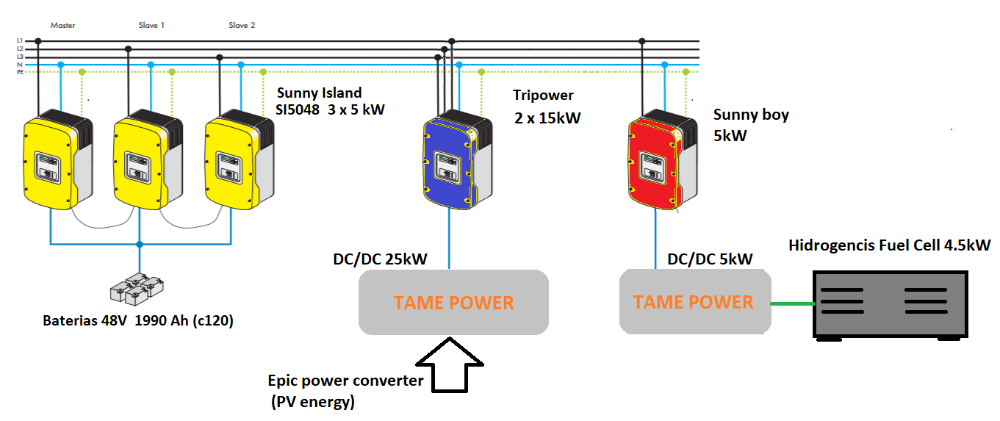 Master Slave 1 Slave 2
L1
L2
L3
N
PE
Sunny Island
SI5048 3 x 5 kW
Tripower
2 x 15kW
Sunny boy
5kW
DC/DC 25kW
TAME POWER
DC/DC 5kW
TAME POWER
Hidrogencis Fuel Cell 4.5kW
Baterias 48V 1990 Ah (c120)
Epic power converter
(PV energy)